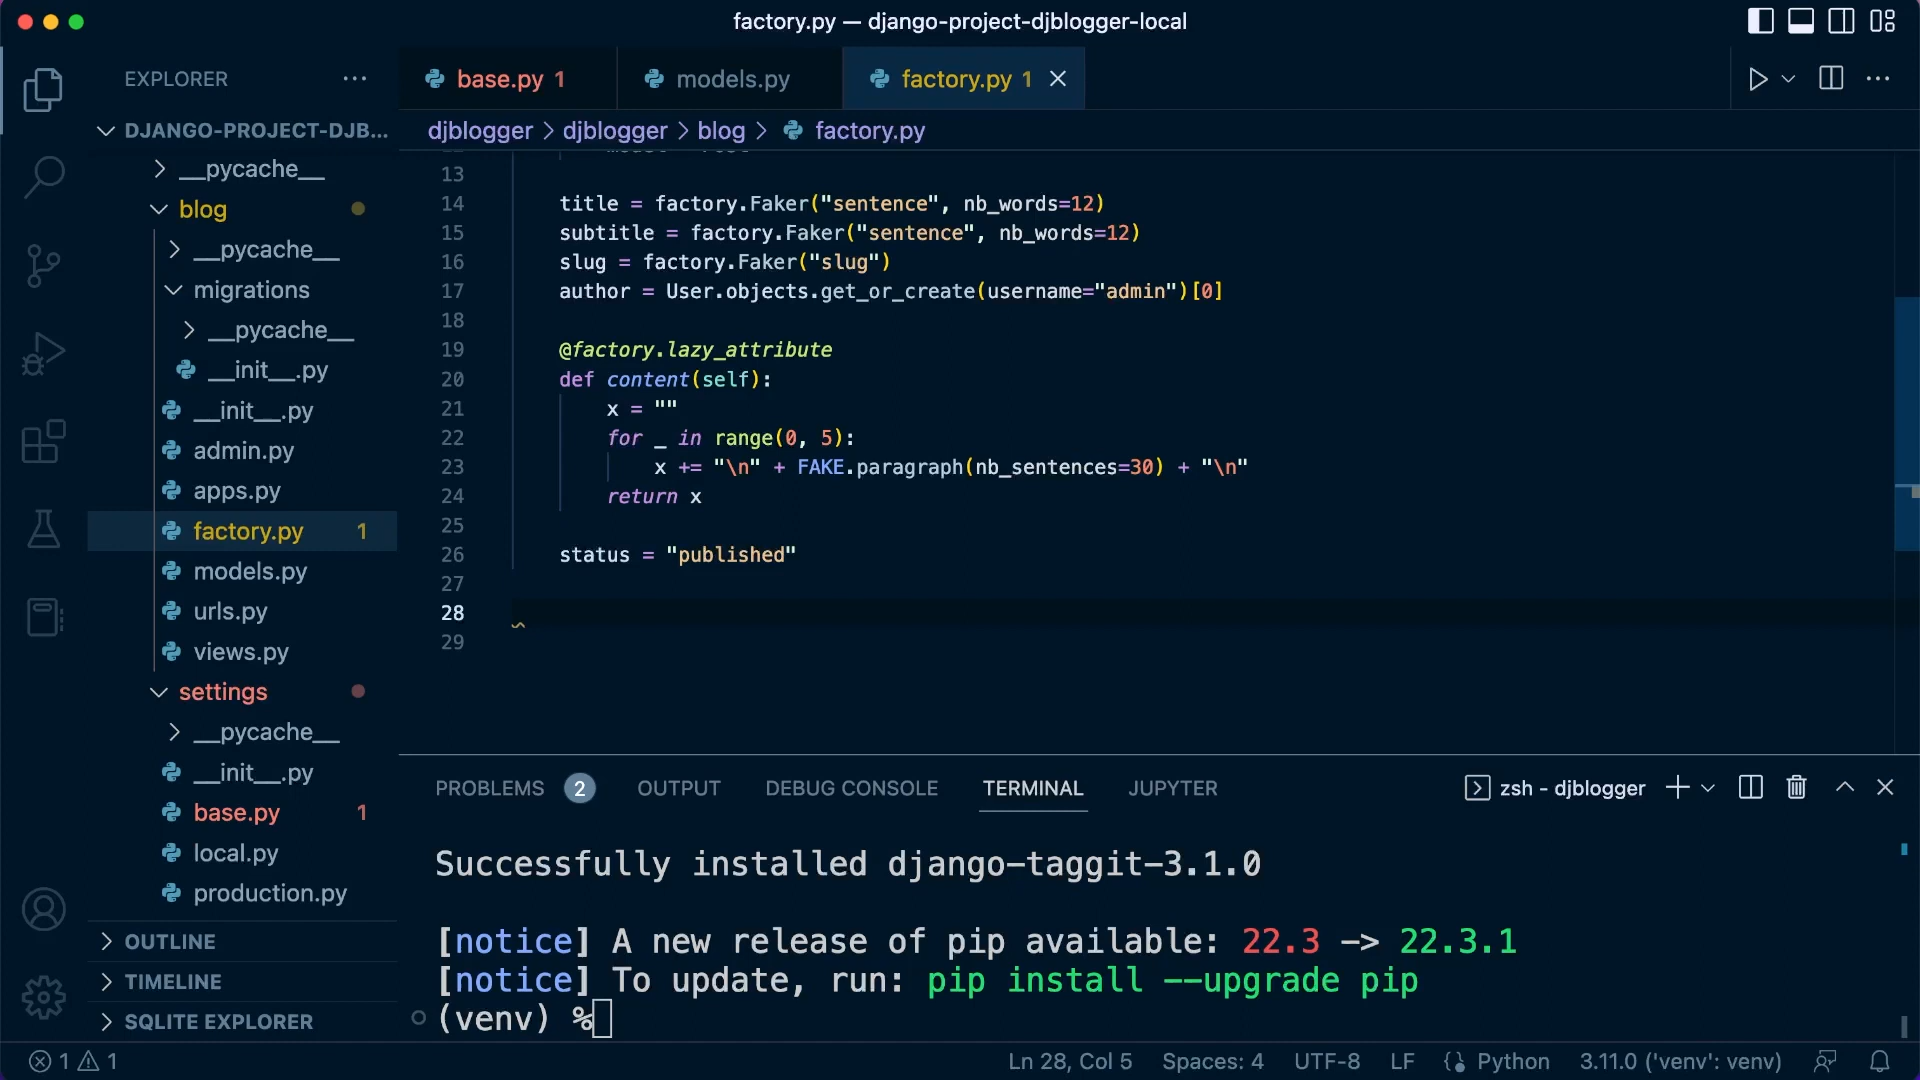 factory.py — django-project-djblogger-local
EXPLORER
base.py 1
models.py
factory.py 1
DJANGO-PROJECT-DJB...
djblogger > djblogger > blog > factory.py
__pycache__
blog
__pycache__
migrations
__pycache__
__init__.py
__init__.py
admin.py
apps.py
factory.py 1
models.py
urls.py
views.py
settings
__pycache__
__init__.py
base.py 1
local.py
production.py
OUTLINE
TIMELINE
SQLITE EXPLORER
13
14 title = factory.Faker("sentence", nb_words=12)
15 subtitle = factory.Faker("sentence", nb_words=12)
16 slug = factory.Faker("slug")
17 author = User.objects.get_or_create(username="admin")[0]
18
19 @factory.lazy_attribute
20 def content(self):
21 x = ""
22 for _ in range(0, 5):
23 x += "\n" + FAKE.paragraph(nb_sentences=30) + "\n"
24 return x
25
26 status = "published"
27
28
29
PROBLEMS 2 OUTPUT DEBUG CONSOLE TERMINAL JUPYTER zsh - djblogger
Successfully installed django-taggit-3.1.0
[notice] A new release of pip available: 22.3 -> 22.3.1
[notice] To update, run: pip install --upgrade pip
(venv) %
1 1 Ln 28, Col 5 Spaces: 4 UTF-8 LF Python 3.11.0 ('venv': venv)